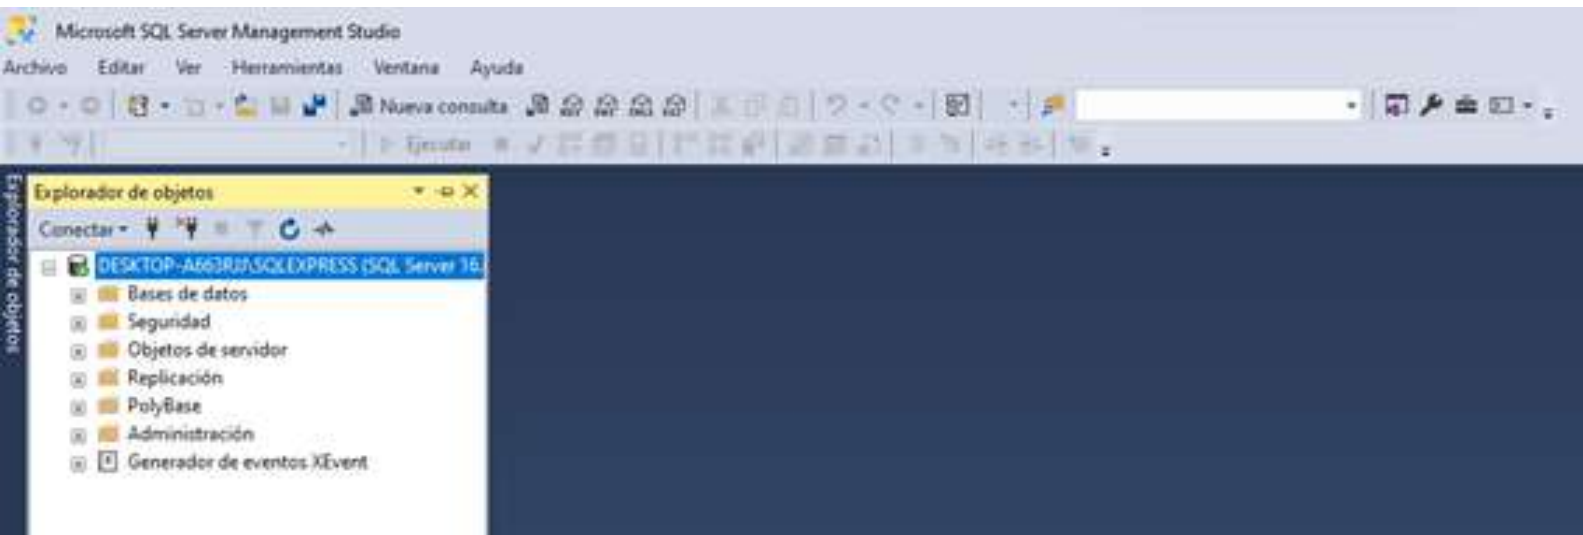 Microsoft SQL Server Management Studio
Archivo Editar Ver Herramientas Ventana Ayuda
Nueva consulta
Ejecutar
Explorador de objetos
Explorador de objetos
Conectar
DESKTOP-A663RJJ\SQLEXPRESS (SQL Server 16.
Bases de datos
Seguridad
Objetos de servidor
Replicación
PolyBase
Administración
Generador de eventos XEvent